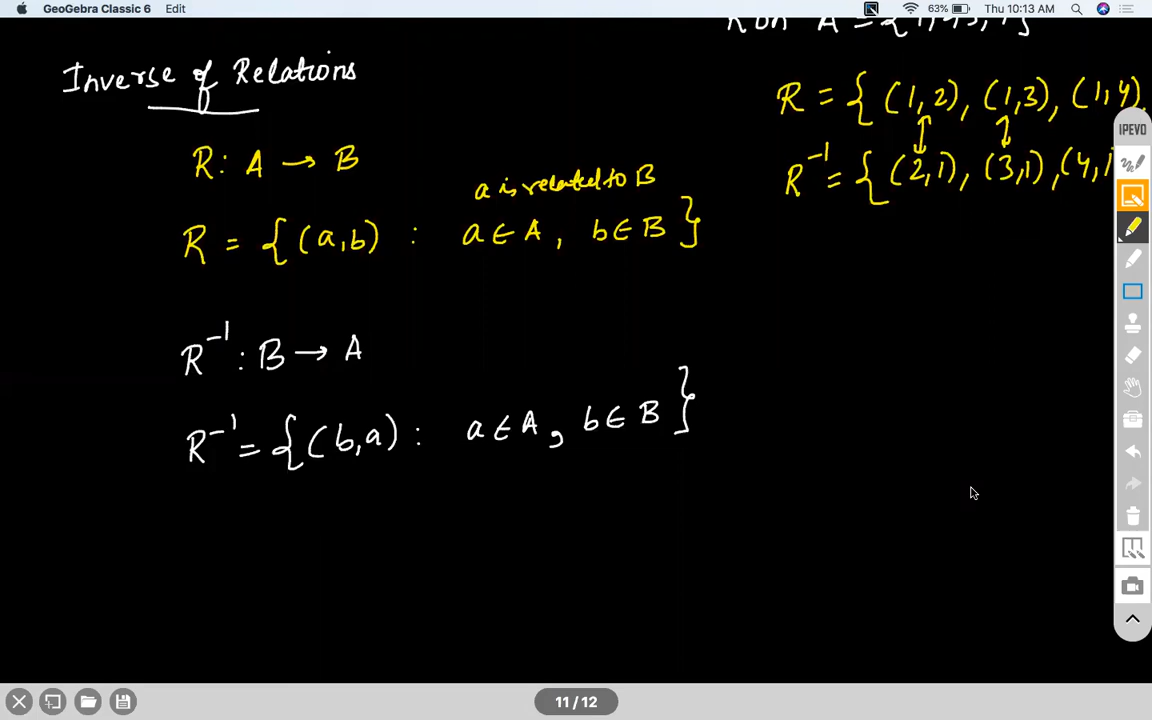 GeoGebra Classic 6 Edit 63% Thu 10:13 AM
Inverse of Relations
R : A → B
a is related to B
R = { (a,b) : a ∈ A , b ∈ B }
R⁻¹ : B → A
R⁻¹ = { (b,a) : a ∈ A , b ∈ B }
R on A =
R = { (1,2), (1,3), (1,4),
R⁻¹ = { (2,1), (3,1), (4,1
IPEVO
11 / 12